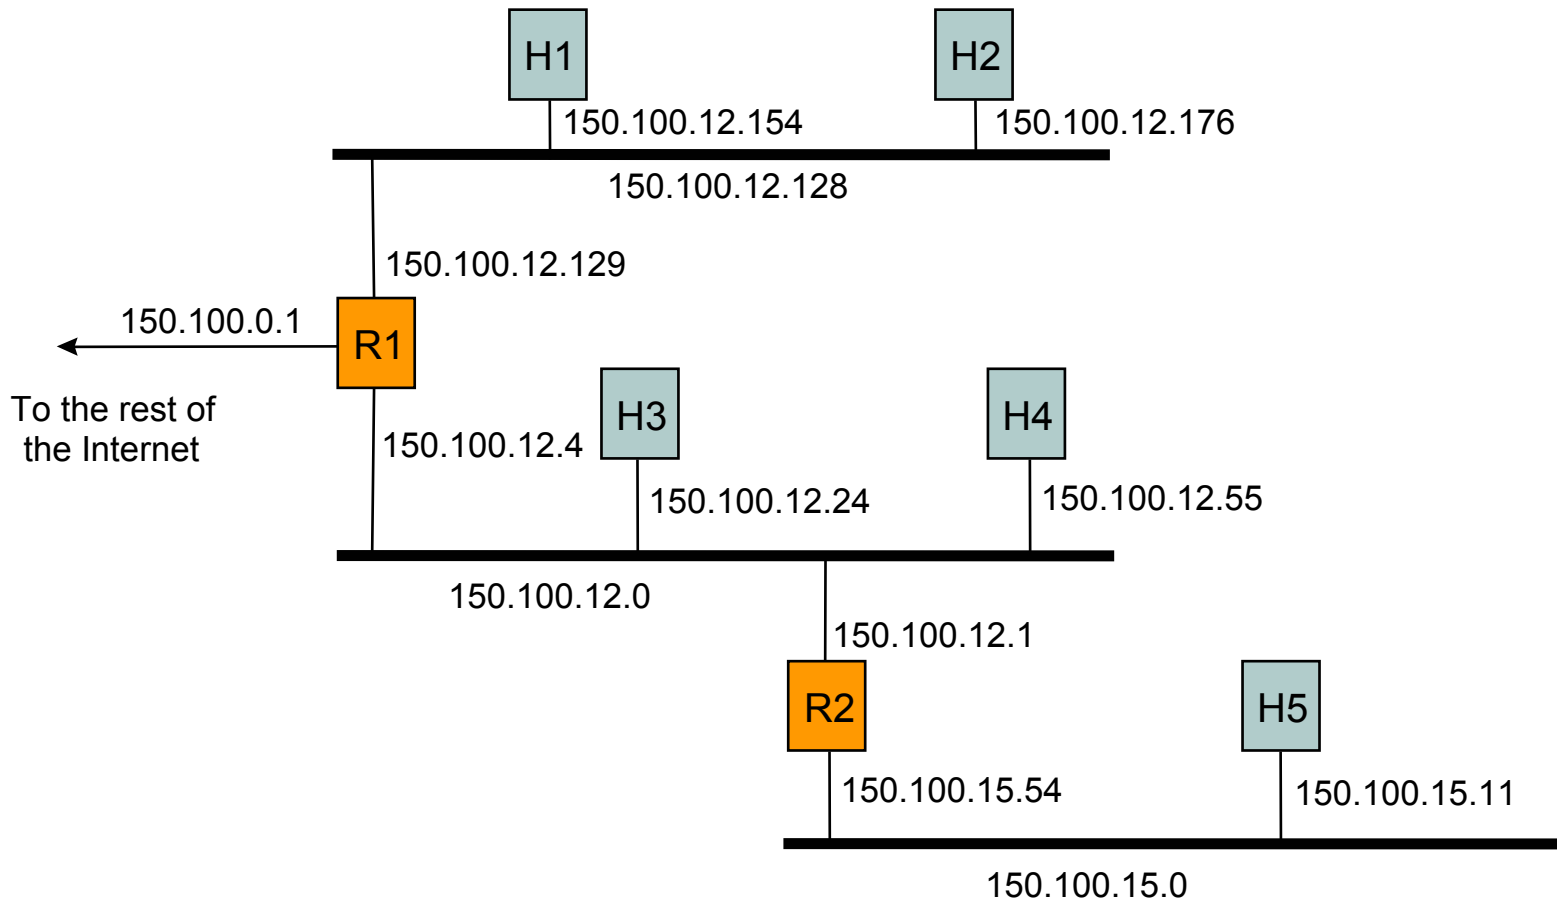 H1
H2
150.100.12.154
150.100.12.176
150.100.12.128
150.100.12.129
150.100.0.1
R1
To the rest of
the Internet
H3
H4
150.100.12.4
150.100.12.24
150.100.12.55
150.100.12.0
150.100.12.1
R2
H5
150.100.15.54
150.100.15.11
150.100.15.0